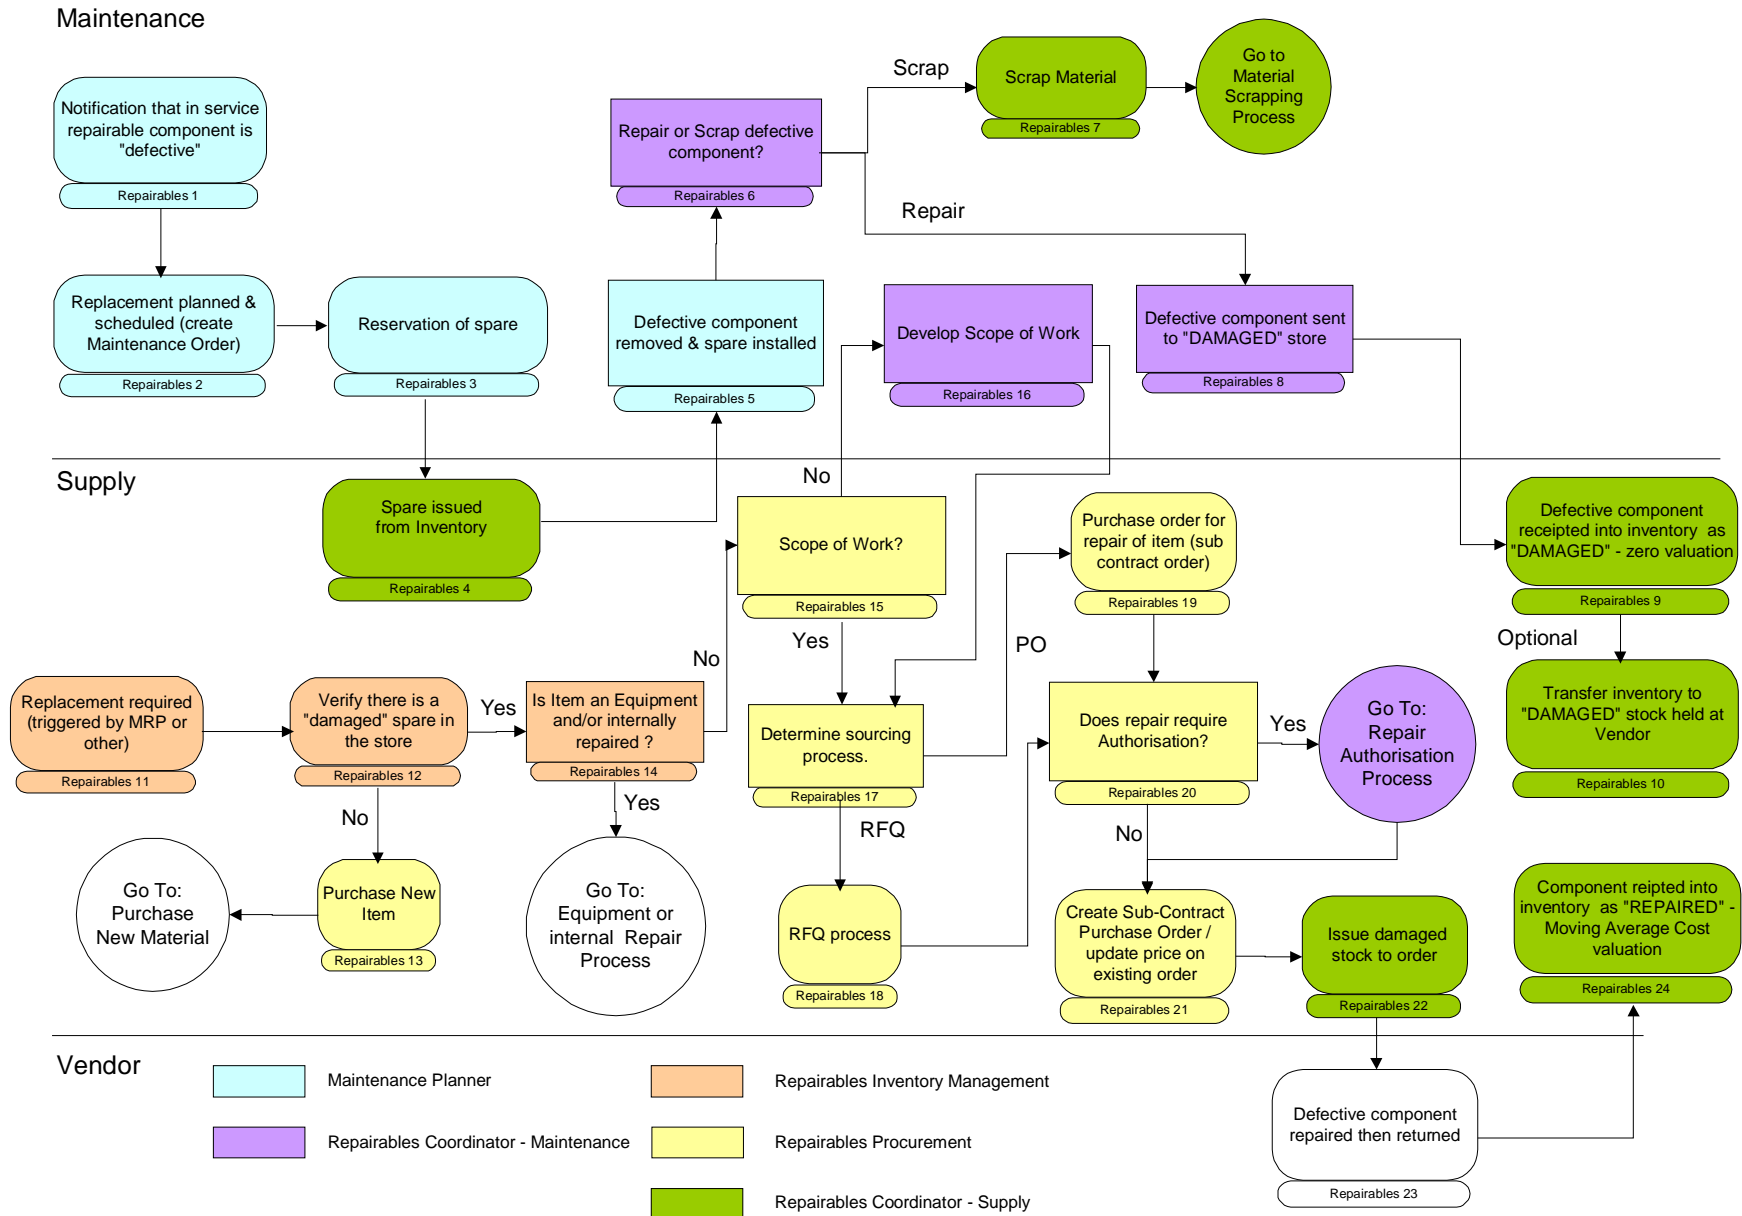 Maintenance
Notification that in service
repairable component is
"defective"
Repairables 1
Replacement planned &
scheduled (create
Maintenance Order)
Repairables 2
Reservation of spare
Repairables 3
Defective component
removed & spare installed
Repairables 5
Repair or Scrap defective
component?
Repairables 6
Scrap
Scrap Material
Repairables 7
Go to
Material
Scrapping
Process
Repair
Develop Scope of Work
Repairables 16
Defective component sent
to "DAMAGED" store
Repairables 8
Supply
Spare issued
from Inventory
Repairables 4
No
Scope of Work?
Repairables 15
Yes
Purchase order for
repair of item (sub
contract order)
Repairables 19
PO
Defective component
receipted into inventory  as
"DAMAGED" - zero valuation
Repairables 9
Optional
Transfer inventory to
"DAMAGED" stock held at
Vendor
Repairables 10
Replacement required
(triggered by MRP or
other)
Repairables 11
Verify there is a
"damaged" spare in
the store
Repairables 12
Yes
Is Item an Equipment
and/or internally
repaired ?
Repairables 14
No
Yes
No
Purchase New
Item
Repairables 13
Go To:
Purchase
New Material
Go To:
Equipment or
internal  Repair
Process
Determine sourcing
process.
Repairables 17
RFQ
RFQ process
Repairables 18
Does repair require
Authorisation?
Repairables 20
Yes
Go To:
Repair
Authorisation
Process
No
Create Sub-Contract
Purchase Order /
update price on
existing order
Repairables 21
Issue damaged
stock to order
Repairables 22
Component reipted into
inventory  as "REPAIRED" -
Moving Average Cost
valuation
Repairables 24
Vendor
Maintenance Planner
Repairables Coordinator - Maintenance
Repairables Inventory Management
Repairables Procurement
Repairables Coordinator - Supply
Defective component
repaired then returned
Repairables 23